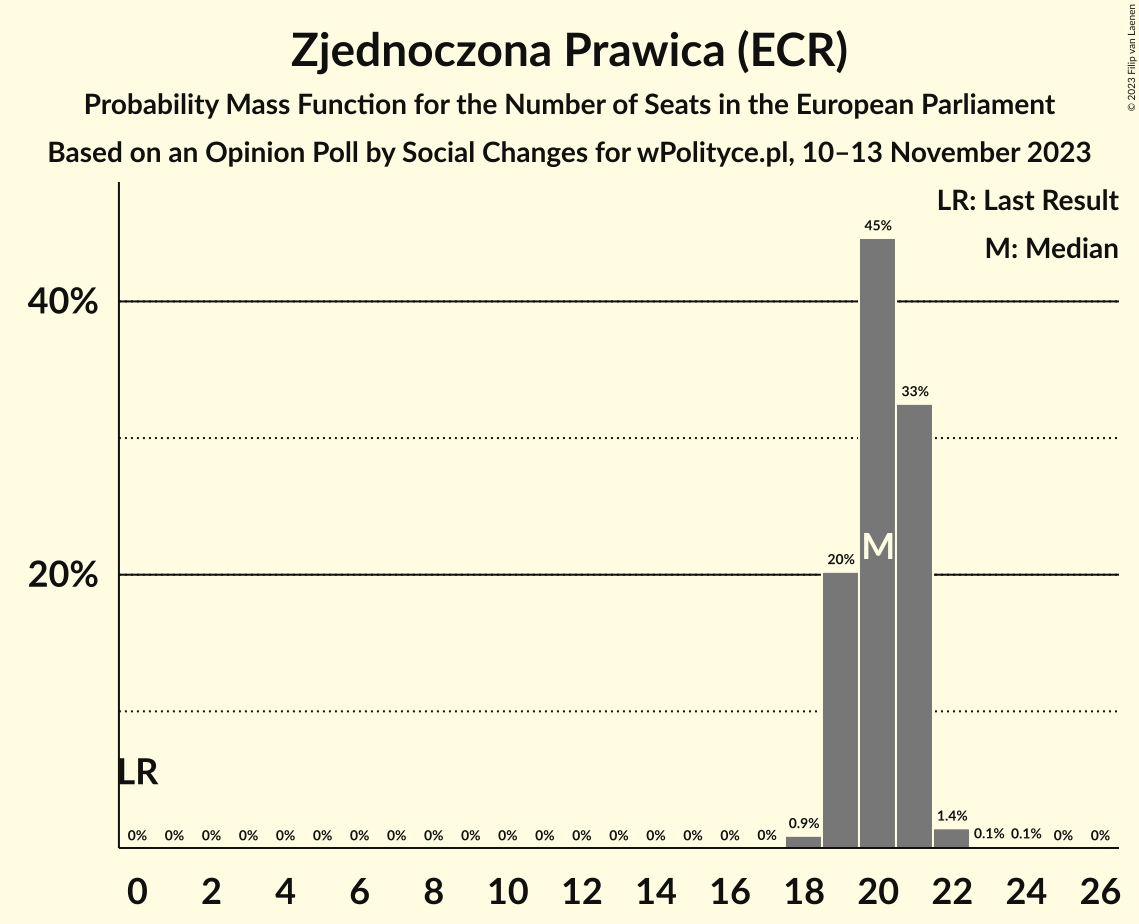 © 2023 Filip van Laenen
Zjednoczona Prawica (ECR)
Probability Mass Function for the Number of Seats in the European Parliament
Based on an Opinion Poll by Social Changes for wPolityce.pl, 10–13 November 2023
LR: Last Result
M: Median
45%
40%
33%
M
20%
20%
LR
0% 0% 0% 0% 0% 0% 0% 0% 0% 0% 0% 0% 0% 0% 0% 0% 0% 0% 0.9% 1.4% 0.1% 0.1% 0% 0%
0 2 4 6 8 10 12 14 16 18 20 22 24 26